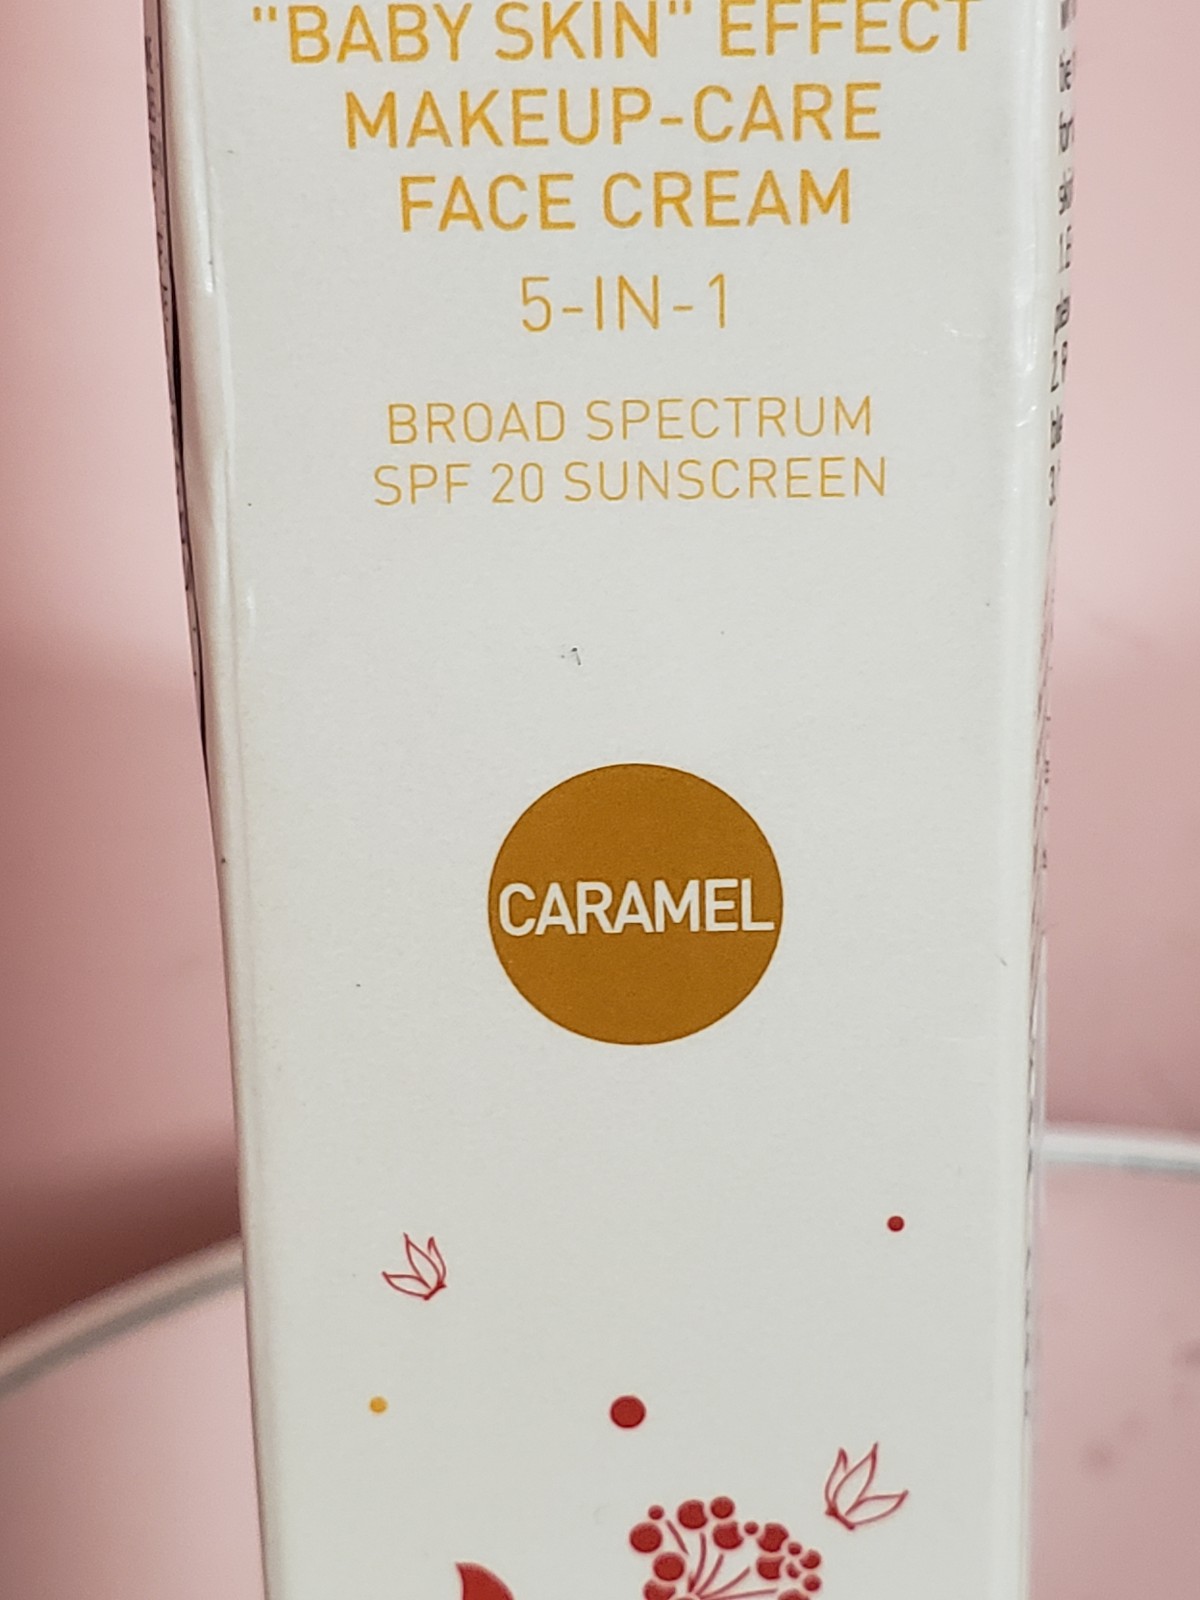 "BABY SKIN" EFFECT
MAKEUP-CARE
FACE CREAM
5-IN-1
BROAD SPECTRUM
SPF 20 SUNSCREEN
CARAMEL